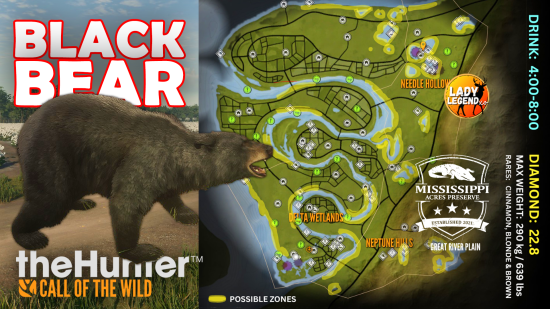 BLACK
BEAR
theHunter™
CALL OF THE WILD
NEEDLE HOLLOW
LADY
LEGEND
DELTA WETLANDS
NEPTUNE HILLS
MISSISSIPPI
ACRES PRESERVE
ESTABLISHED 2021
GREAT RIVER PLAIN
POSSIBLE ZONES
DRINK: 4:00-8:00
DIAMOND: 22.8
MAX WEIGHT: 290 kg / 639 lbs
RARES: CINNAMON, BLONDE & BROWN